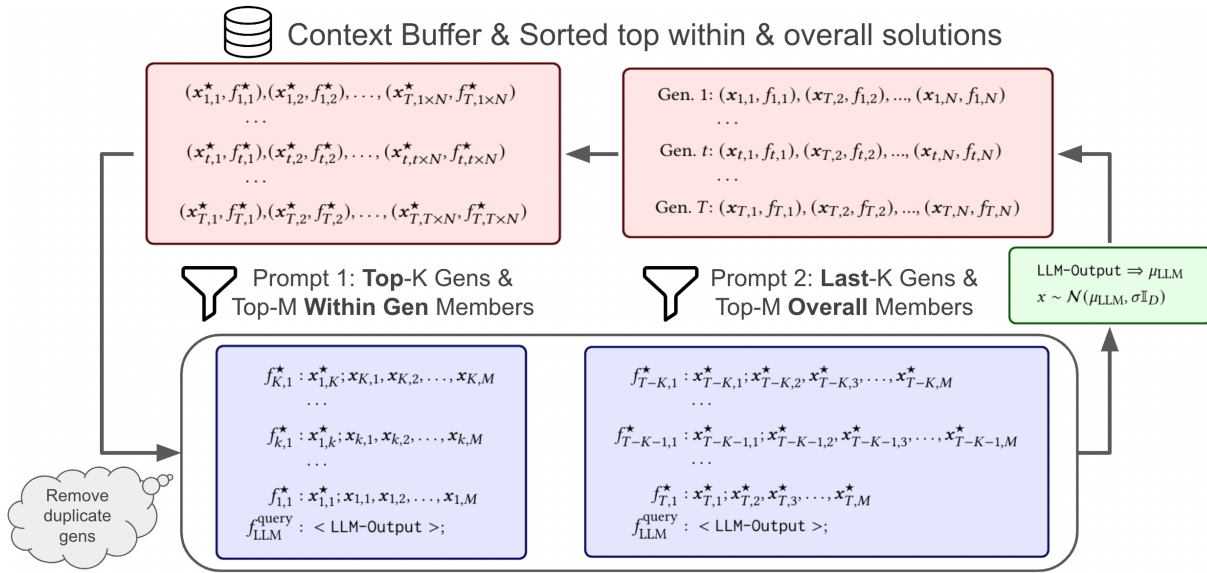 Context Buffer & Sorted top within & overall solutions
(x★1,1, f★1,1),(x★1,2, f★1,2), . . . , (x★T,1×N, f★T,1×N)
. . .
(x★t,1, f★t,1),(x★t,2, f★t,2), . . . , (x★t,t×N, f★t,t×N)
. . .
(x★T,1, f★T,1),(x★T,2, f★T,2), . . . , (x★T,T×N, f★T,T×N)
Gen. 1: (x1,1, f1,1), (xT,2, f1,2), ..., (x1,N, f1,N)
. . .
Gen. t: (xt,1, ft,1), (xT,2, ft,2), ..., (xt,N, ft,N)
. . .
Gen. T: (xT,1, fT,1), (xT,2, fT,2), ..., (xT,N, fT,N)
Prompt 1: Top-K Gens &
Top-M Within Gen Members
Prompt 2: Last-K Gens &
Top-M Overall Members
LLM-Output ⇒ μLLM
x ~ N(μLLM, σ𝕀D)
f★K,1 : x★1,K; xK,1, xK,2, . . . , xK,M
. . .
f★k,1 : x★1,k; xk,1, xk,2, . . . , xk,M
. . .
f★1,1 : x★1,1; x1,1, x1,2, . . . , x1,M
fqueryLLM : < LLM-Output >;
f★T−K,1 : x★T−K,1; x★T−K,2, x★T−K,3, . . . , x★T−K,M
. . .
f★T−K−1,1 : x★T−K−1,1; x★T−K−1,2, x★T−K−1,3, . . . , x★T−K−1,M
. . .
f★T,1 : x★T,1; x★T,2, x★T,3, . . . , x★T,M
fqueryLLM : < LLM-Output >;
Remove
duplicate
gens